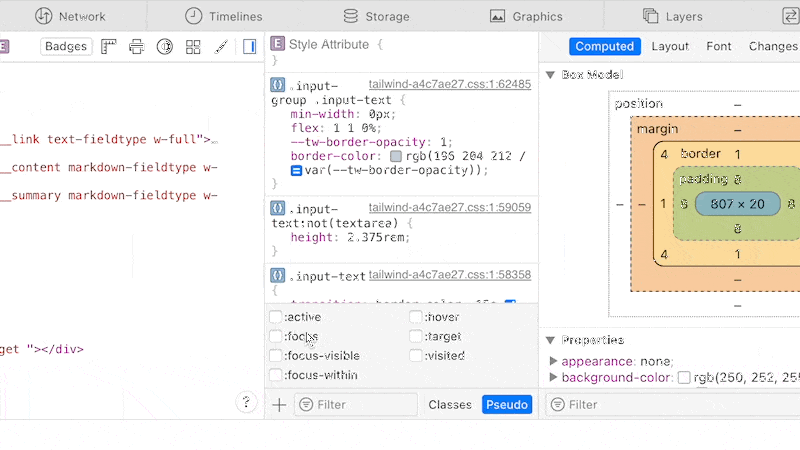 Network
Timelines
Storage
Graphics
Layers
E
Badges
__link text-fieldtype w-full">…
__content markdown-fieldtype w-
__summary markdown-fieldtype w-
get "></div>
?
E Style Attribute {
}
.input- tailwind-a4c7ae27.css:1:62485
group .input-text {
min-width: 0px;
flex: 1 1 0%;
--tw-border-opacity: 1;
border-color: rgb(196 204 212 /
var(--tw-border-opacity));
}
.input- tailwind-a4c7ae27.css:1:59059
text:not(textarea) {
height: 2.375rem;
}
.input-text tailwind-a4c7ae27.css:1:58358
{
:active
:hover
:focus
:target
:focus-visible
:visited
:focus-within
Filter
Classes
Pseudo
Computed
Layout
Font
Changes
Box Model
position –
margin –
4 border 1
padding 8
– 1 807 × 20 8
8
4 1
–
–
Properties
appearance: none;
background-color: rgb(250, 252, 255
Filter